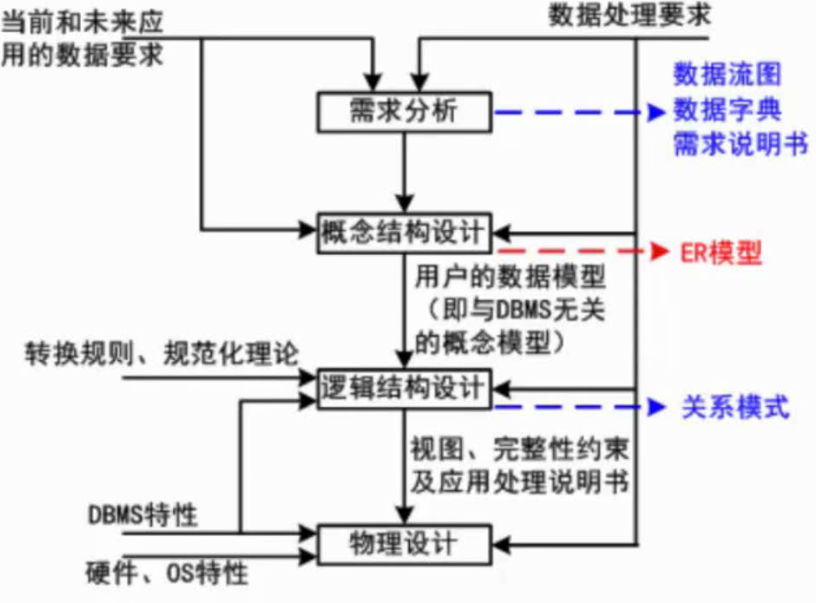 当前和未来应
用的数据要求
数据处理要求
需求分析
数据流图
数据字典
需求说明书
概念结构设计
ER模型
用户的数据模型
（即与DBMS无关
的概念模型）
转换规则、规范化理论
逻辑结构设计
关系模式
视图、完整性约束
及应用处理说明书
DBMS特性
物理设计
硬件、OS特性